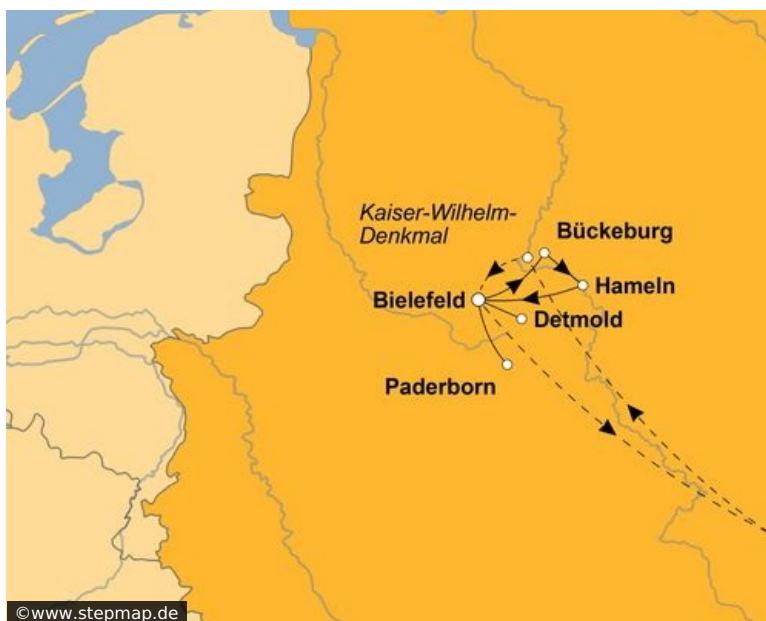 Kaiser-Wilhelm-
Denkmal
Bückeburg
Hameln
Bielefeld
Detmold
Paderborn
©www.stepmap.de